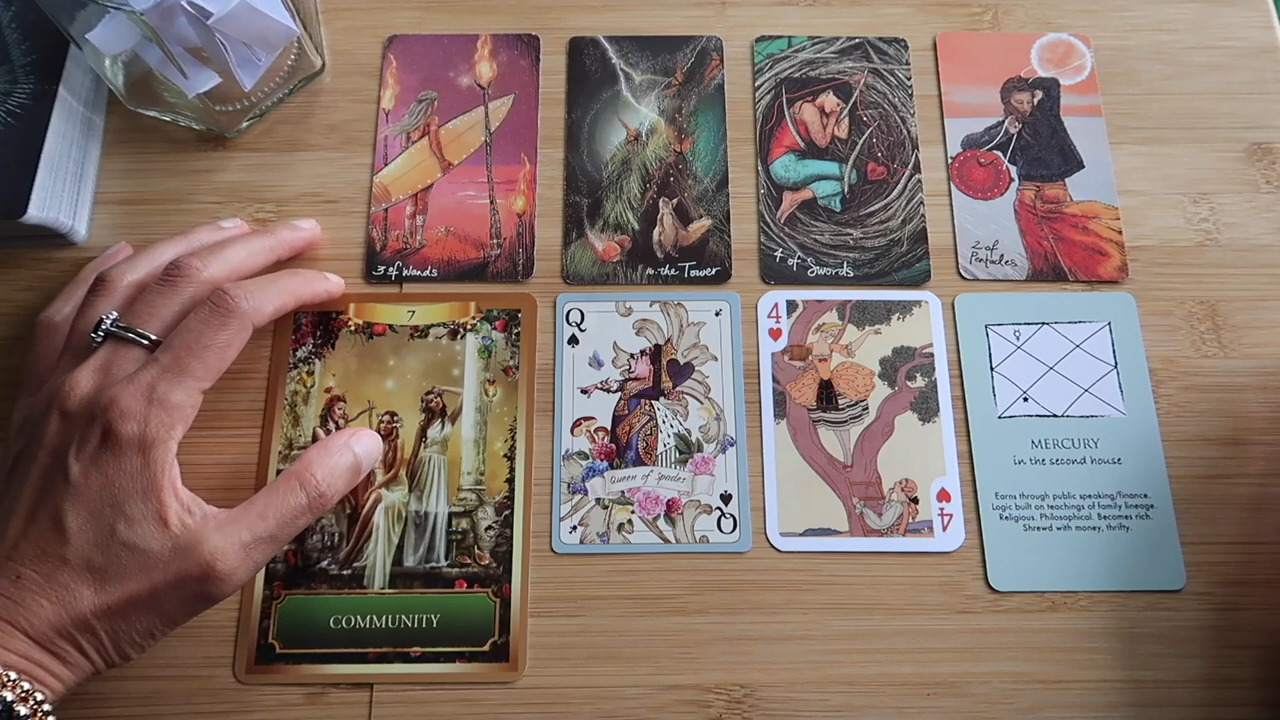 3 of Wands
16. the Tower
4 of Swords
2 of
Pentacles
7
COMMUNITY
Q
Queen of Spades
Q
4
4
MERCURY
in the second house
Earns through public speaking/finance.
Logic built on teachings of family lineage.
Religious. Philosophical. Becomes rich.
Shrewd with money, thrifty.